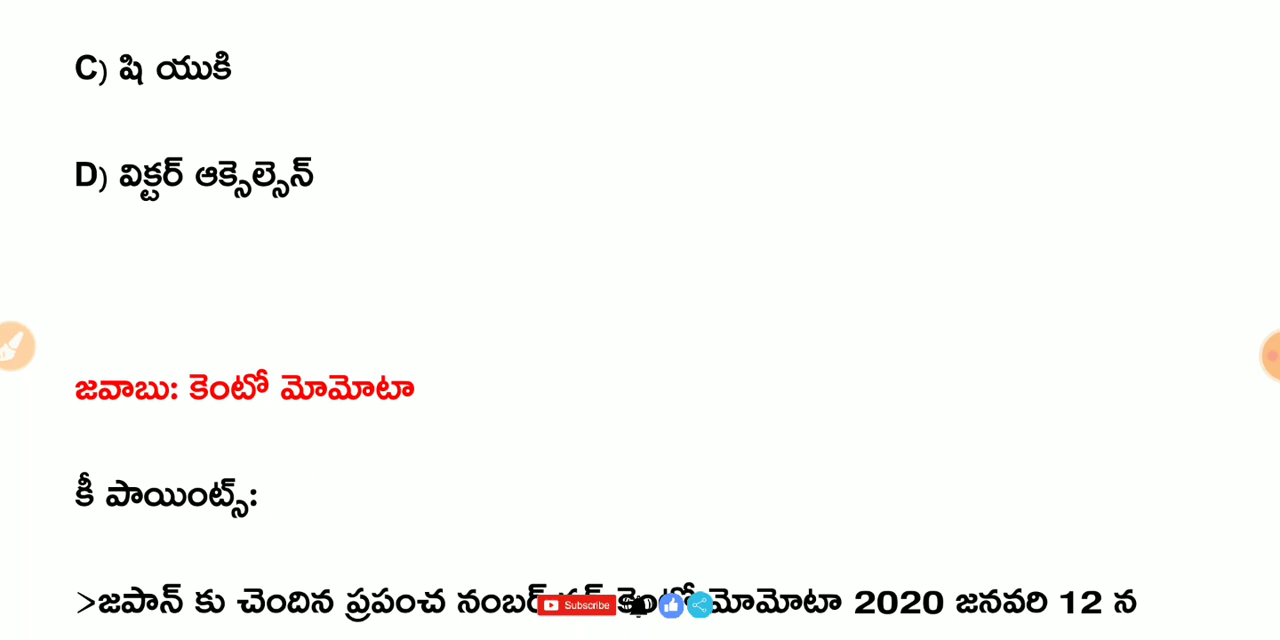 C) షి యుకి
D) విక్టర్ ఆక్సెల్సెన్
జవాబు: కెంటో మోమోటా
కీ పాయింట్స్:
>జపాన్ కు చెందిన ప్రపంచ నంబర్ కెంటో మోమోటా 2020 జనవరి 12 న
Subscribe